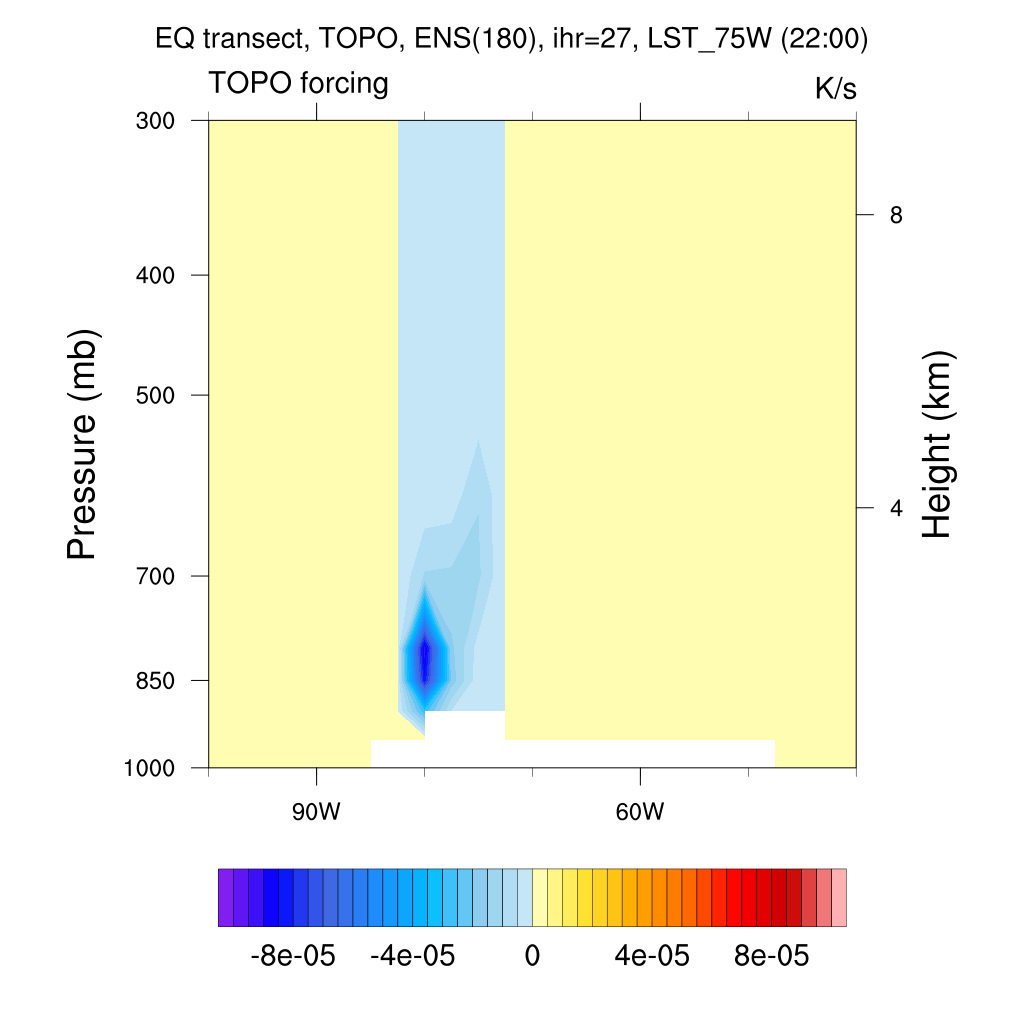 EQ transect, TOPO, ENS(180), ihr=27, LST_75W (22:00)
TOPO forcing K/s
300
400
500
700
850
1000
Pressure (mb)
8
4
Height (km)
90W 60W
-8e-05 -4e-05 0 4e-05 8e-05